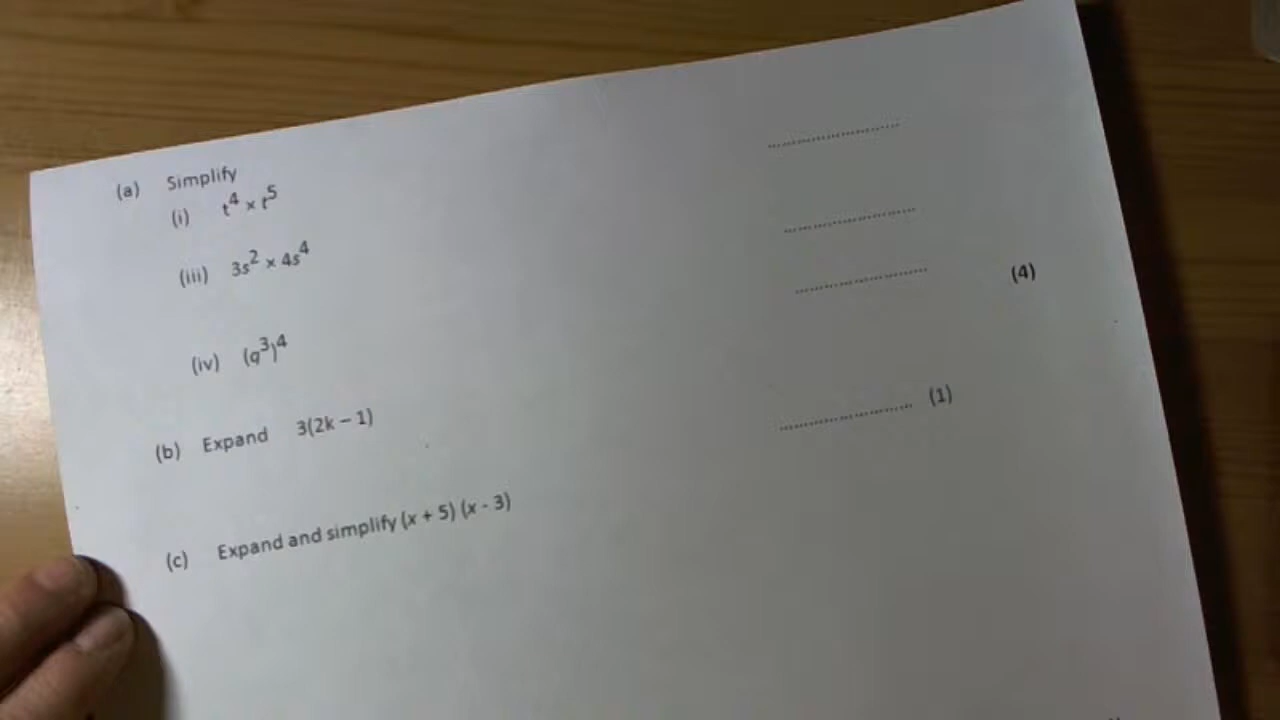 (a) Simplify
(i) t⁴ × t⁵ ..............................
(iii) 3s² × 4s⁴ ..............................
.............................. (4)
(iv) (q³)⁴
(b) Expand 3(2k – 1) .............................. (1)
(c) Expand and simplify (x + 5) (x - 3)